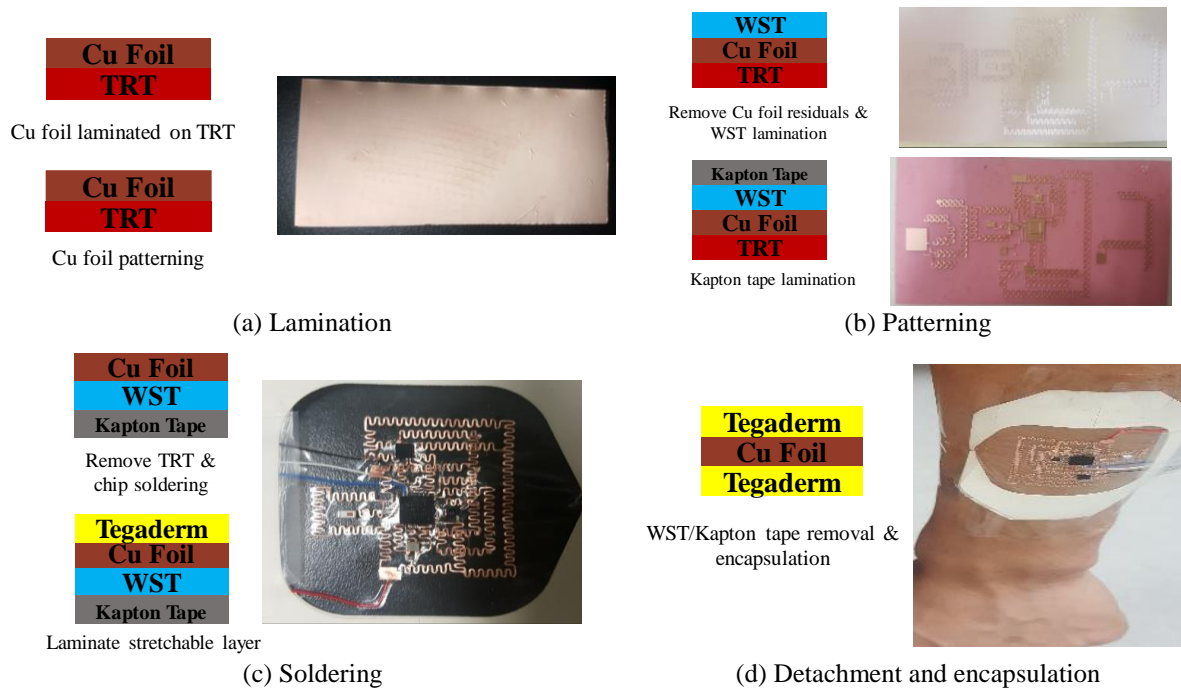 Cu Foil
TRT
Cu foil laminated on TRT
Cu Foil
TRT
Cu foil patterning
(a) Lamination
WST
Cu Foil
TRT
Remove Cu foil residuals &
WST lamination
Kapton Tape
WST
Cu Foil
TRT
Kapton tape lamination
(b) Patterning
Cu Foil
WST
Kapton Tape
Remove TRT &
chip soldering
Tegaderm
Cu Foil
WST
Kapton Tape
Laminate stretchable layer
(c) Soldering
Tegaderm
Cu Foil
Tegaderm
WST/Kapton tape removal &
encapsulation
(d) Detachment and encapsulation